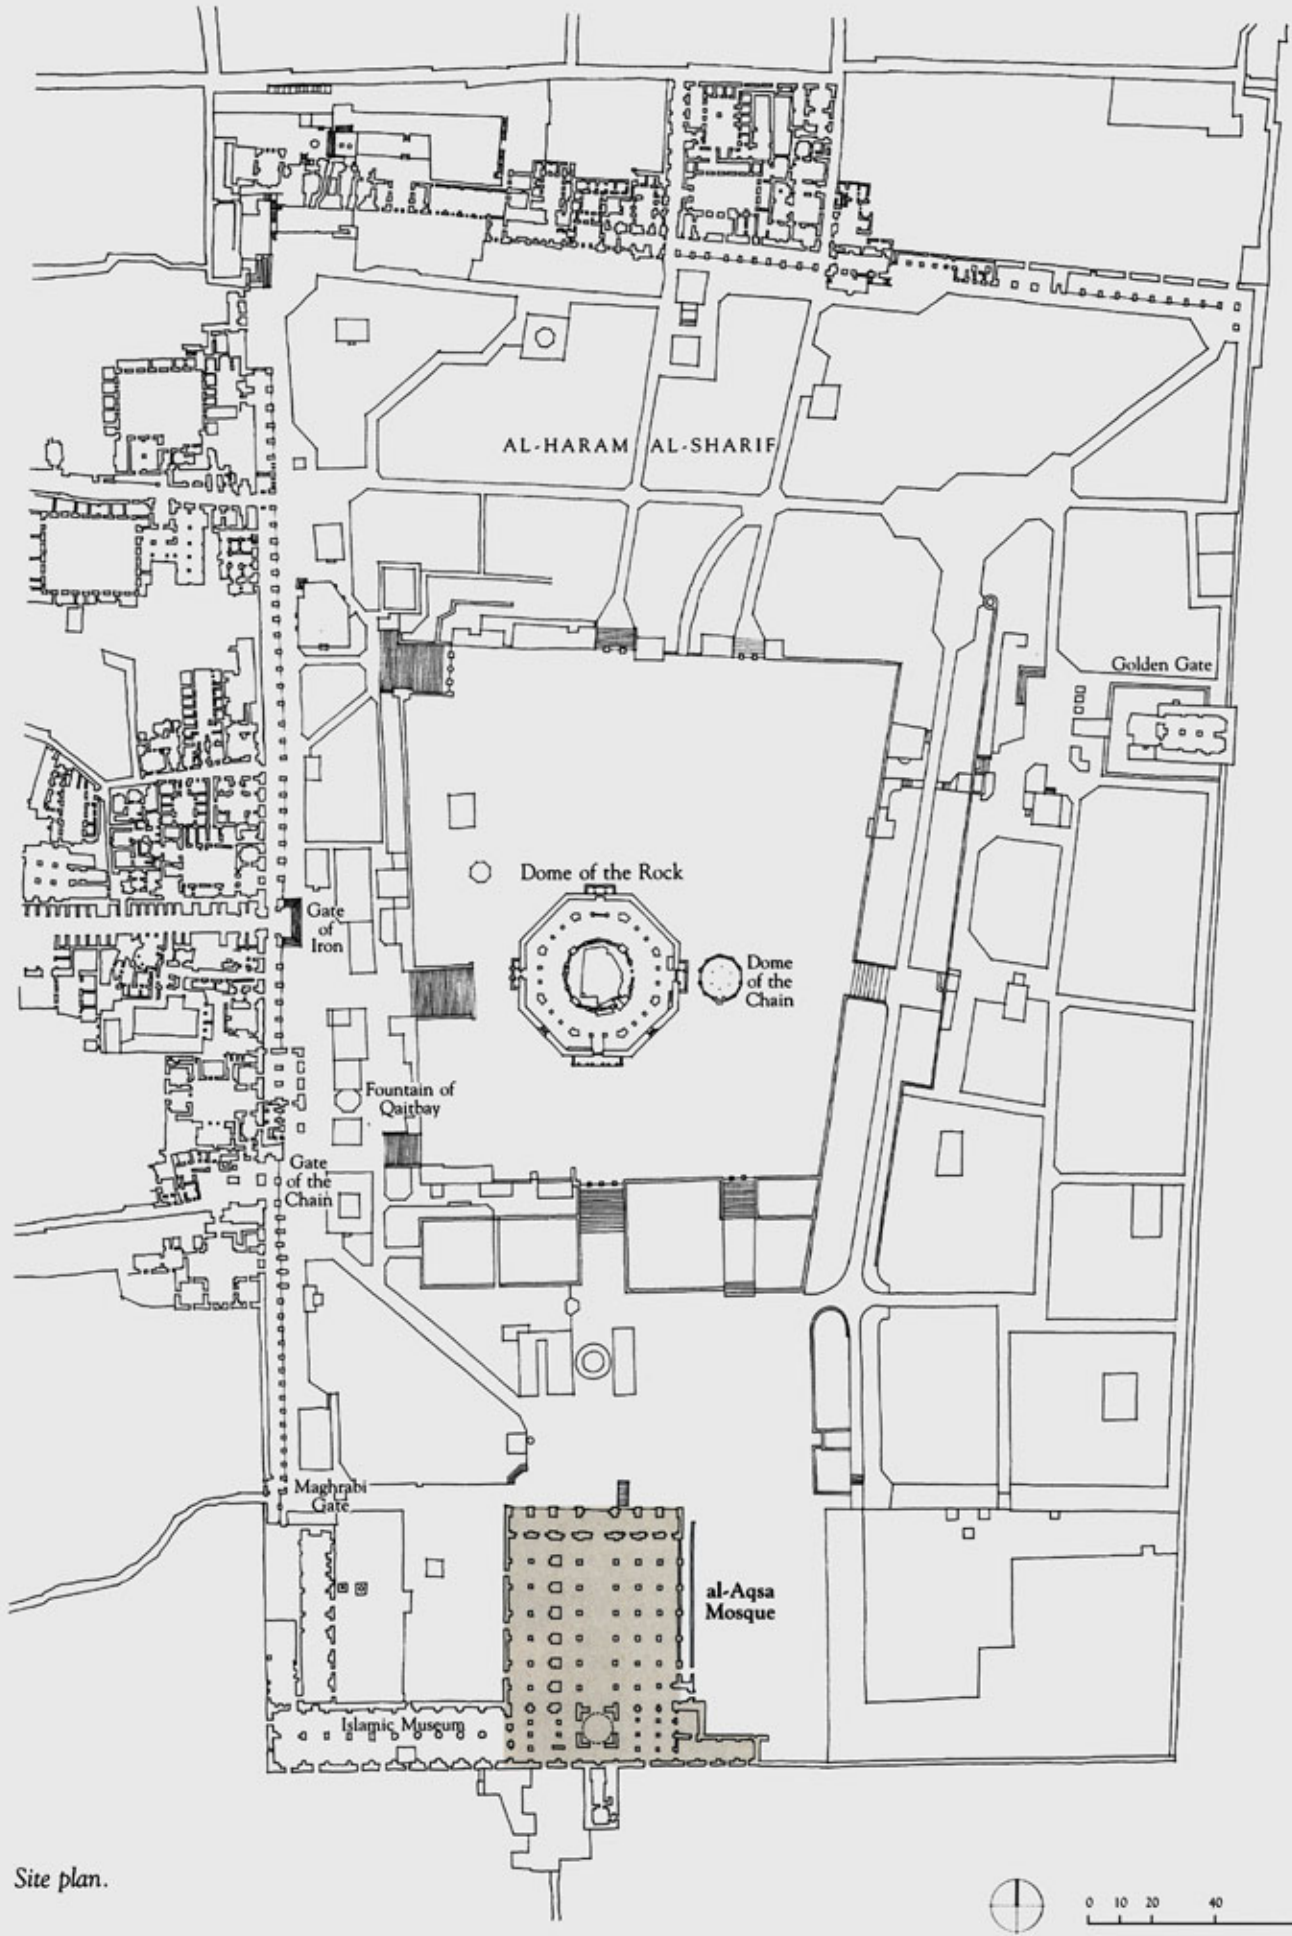 AL-HARAM AL-SHARIF
Golden Gate
Dome of the Rock
Gate
of
Iron
Dome
of the
Chain
Fountain of
Qaitbay
Gate
of the
Chain
Maghrabi
Gate
al-Aqsa
Mosque
Islamic Museum
Site plan.
0 10 20 40